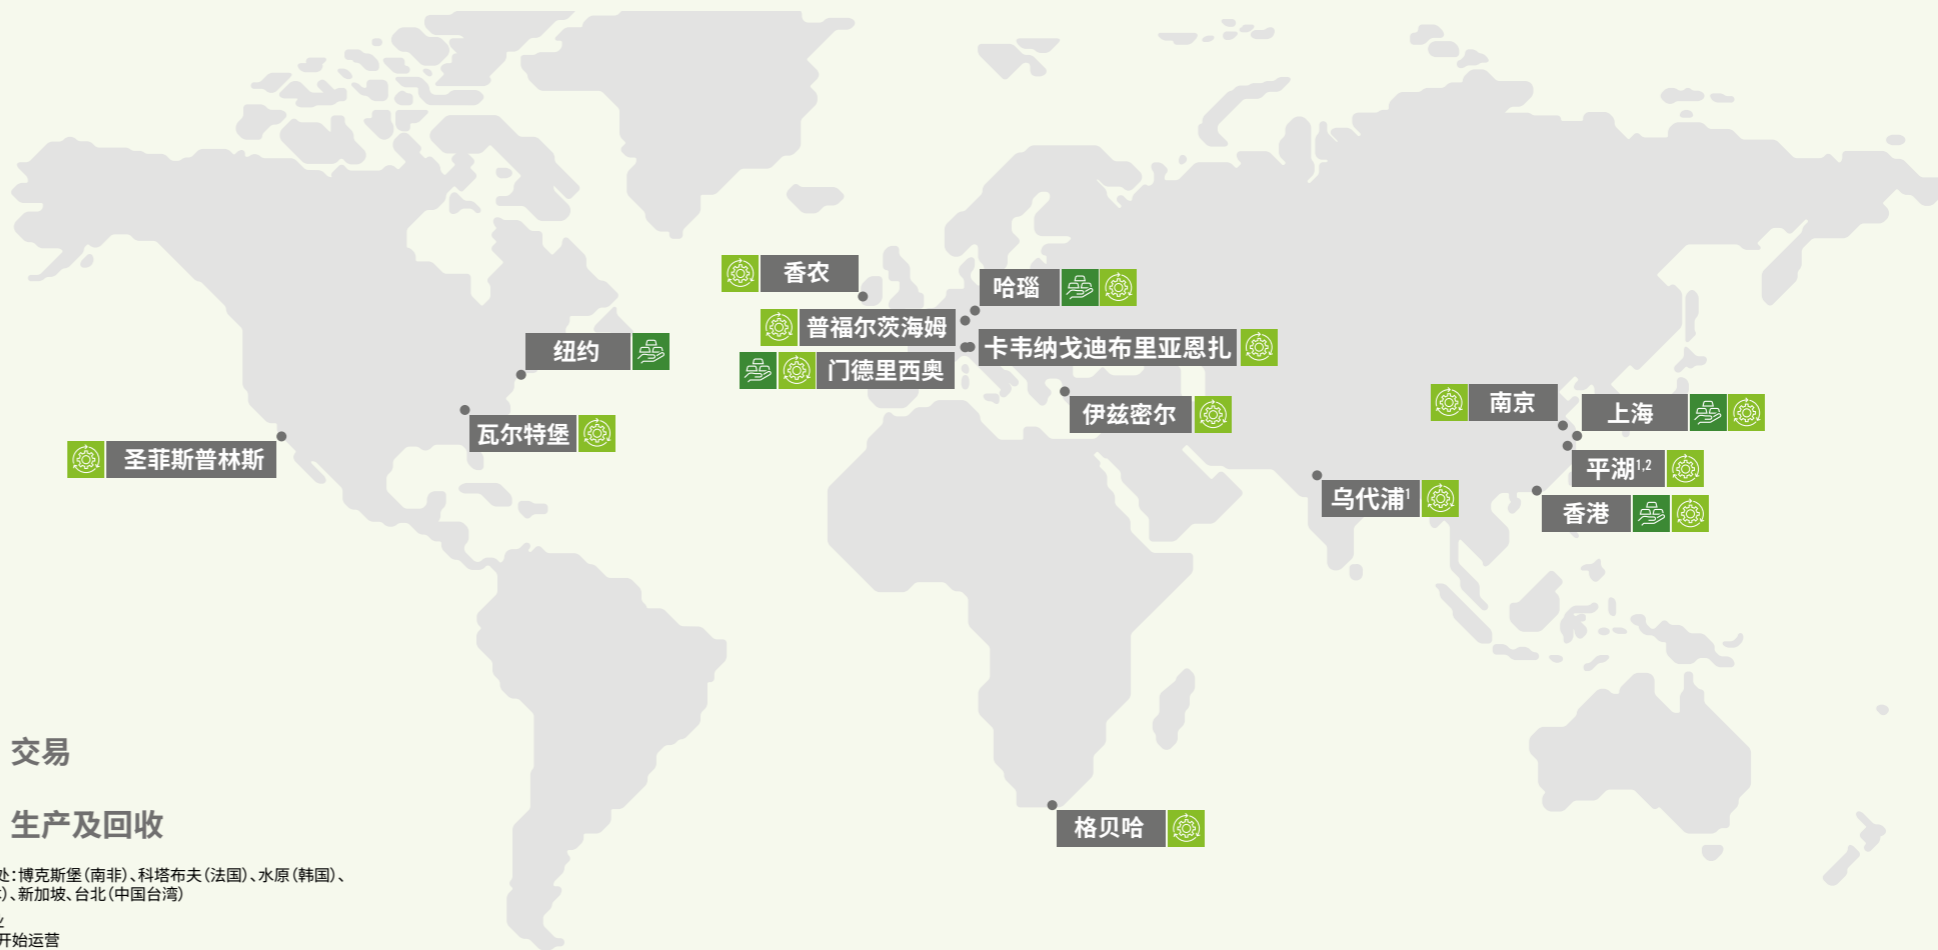 香农
哈瑙
普福尔茨海姆
卡韦纳戈迪布里亚恩扎
门德里西奥
纽约
瓦尔特堡
圣菲斯普林斯
伊兹密尔
南京
上海
平湖1,2
乌代浦1
香港
格贝哈
交易
生产及回收
处：博克斯堡（南非）、科塔布夫（法国）、水原（韩国）、
）、新加坡、台北（中国台湾）
开始运营